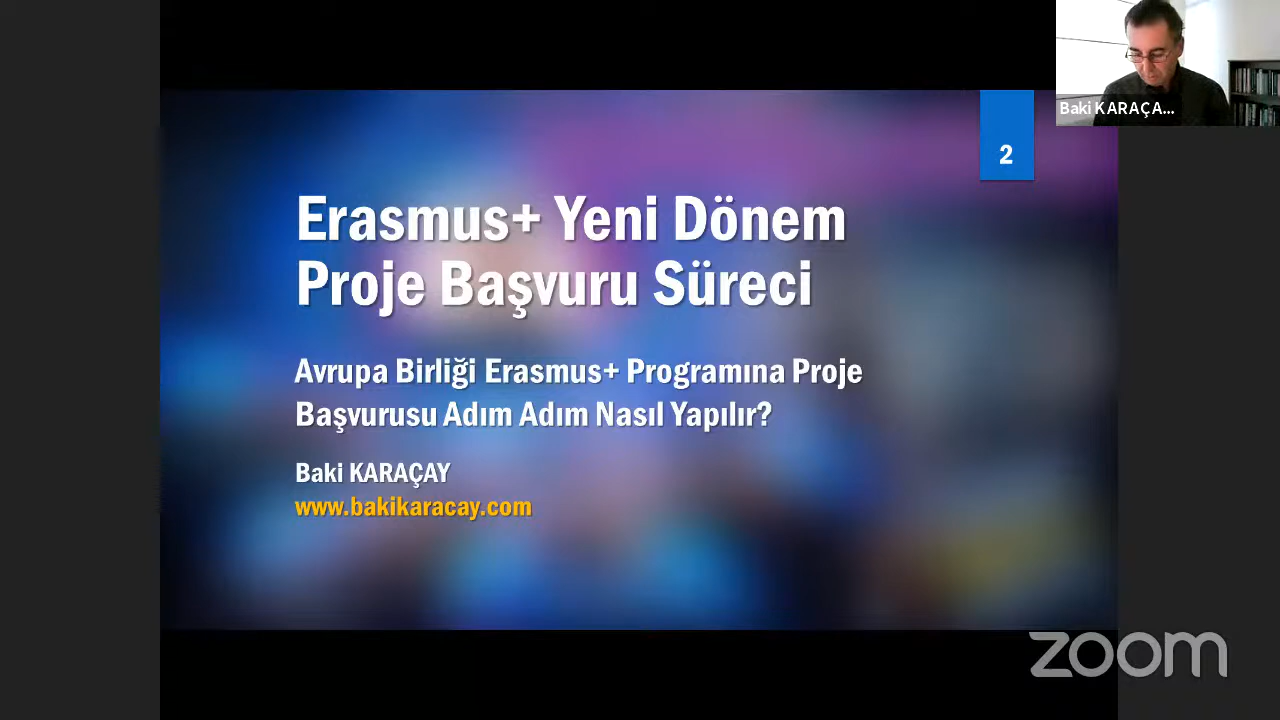 Baki KARAÇA...
2
Erasmus+ Yeni Dönem
Proje Başvuru Süreci
Avrupa Birliği Erasmus+ Programına Proje
Başvurusu Adım Adım Nasıl Yapılır?
Baki KARAÇAY
www.bakikaracay.com
zoom